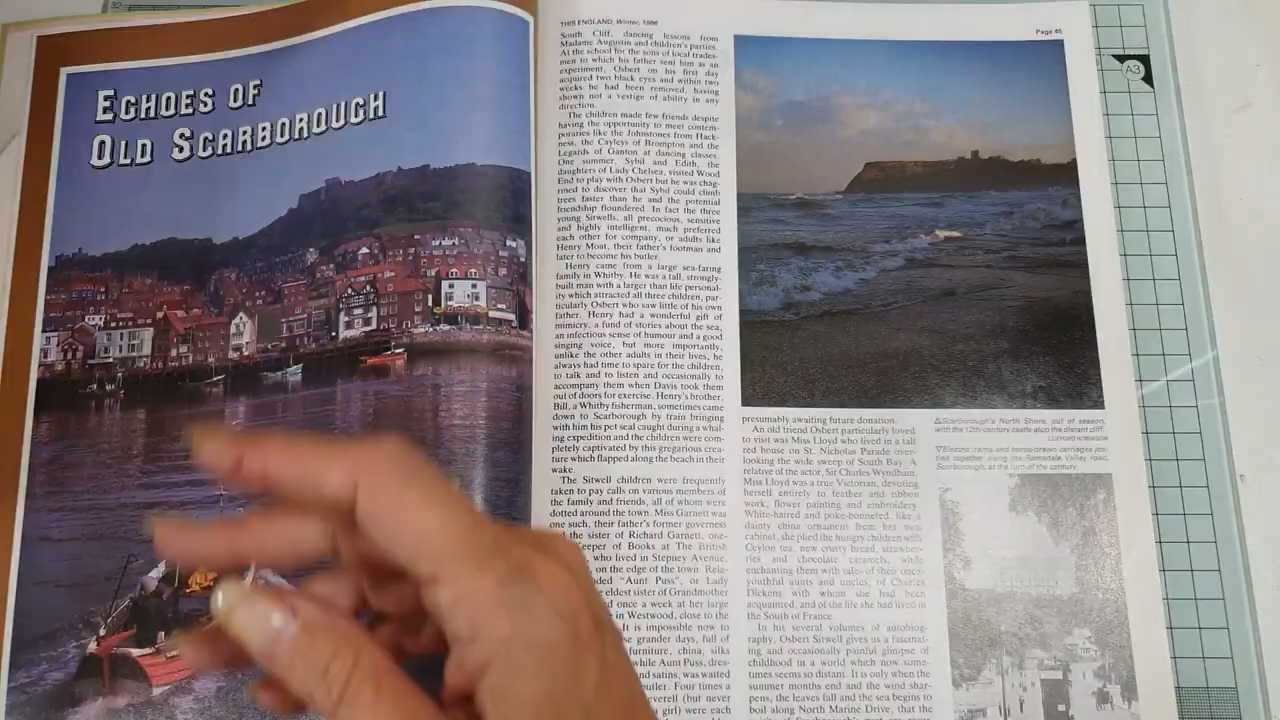 ECHOES OF
OLD SCARBOROUGH
THIS ENGLAND, Winter, 1986
Page 45
South Cliff, dancing lessons from
Madame Augustin and children's parties.
At the school for the sons of local trades-
men to which his father sent him as an
experiment, Osbert on his first day
acquired two black eyes and within two
weeks he had been removed, having
shown not a vestige of ability in any
direction.
The children made few friends despite
having the opportunity to meet contem-
poraries like the Johnstones from Hack-
ness, the Cayleys of Brompton and the
Legards of Ganton at dancing classes.
One summer, Sybil and Edith, the
daughters of Lady Chelsea, visited Wood
End to play with Osbert but he was chag-
rined to discover that Sybil could climb
trees faster than he and the potential
friendship floundered. In fact the three
young Sitwells, all precocious, sensitive
and highly intelligent, much preferred
each other for company, or adults like
Henry Moat, their father's footman and
later to become his butler.
Henry came from a large sea-faring
family in Whitby. He was a tall, strongly-
built man with a larger than life personal-
ity which attracted all three children, par-
ticularly Osbert who saw little of his own
father. Henry had a wonderful gift of
mimicry, a fund of stories about the sea,
an infectious sense of humour and a good
singing voice, but more importantly,
unlike the other adults in their lives, he
always had time to spare for the children,
to talk and to listen and occasionally to
accompany them when Davis took them
out of doors for exercise. Henry's brother,
Bill, a Whitby fisherman, sometimes came
down to Scarborough by train bringing
with him his pet seal caught during a whal-
ing expedition and the children were com-
pletely captivated by this gregarious crea-
ture which flapped along the beach in their
wake.
The Sitwell children were frequently
taken to pay calls on various members of
the family and friends, all of whom were
dotted around the town. Miss Garnett was
one such, their father's former governess
the sister of Richard Garnett, one-
Keeper of Books at The British
who lived in Stepney Avenue,
on the edge of the town. Rela-
ded "Aunt Puss", or Lady
eldest sister of Grandmother
once a week at her large
in Westwood, close to the
It is impossible now to
se grander days, full of
furniture, china, silks
while Aunt Puss, dres-
and satins, was waited
butler. Four times a
everell (but never
girl) were each
presumably awaiting future donation.
An old friend Osbert particularly loved
to visit was Miss Lloyd who lived in a tall
red house on St. Nicholas Parade over-
looking the wide sweep of South Bay. A
relative of the actor, Sir Charles Wyndham,
Miss Lloyd was a true Victorian, devoting
herself entirely to feather and ribbon
work, flower painting and embroidery.
White-haired and poke-bonneted, like a
dainty china ornament from her own
cabinet, she plied the hungry children with
Ceylon tea, new crusty bread, strawber-
ries and chocolate caramels, while
enchanting them with tales of their once-
youthful aunts and uncles, of Charles
Dickens with whom she had been
acquainted, and of the life she had lived in
the South of France.
In his several volumes of autobiog-
raphy, Osbert Sitwell gives us a fascinat-
ing and occasionally painful glimpse of
childhood in a world which now some-
times seems so distant. It is only when the
summer months end and the wind shar-
pens, the leaves fall and the sea begins to
boil along North Marine Drive, that the
△Scarborough's North Shore, out of season,
with the 12th-century castle atop the distant cliff.
CLIFFORD ROBINSON
▽Electric trams and horse-drawn carriages jos-
tled together along the Ramsdale Valley road,
Scarborough, at the turn of the century.
A3